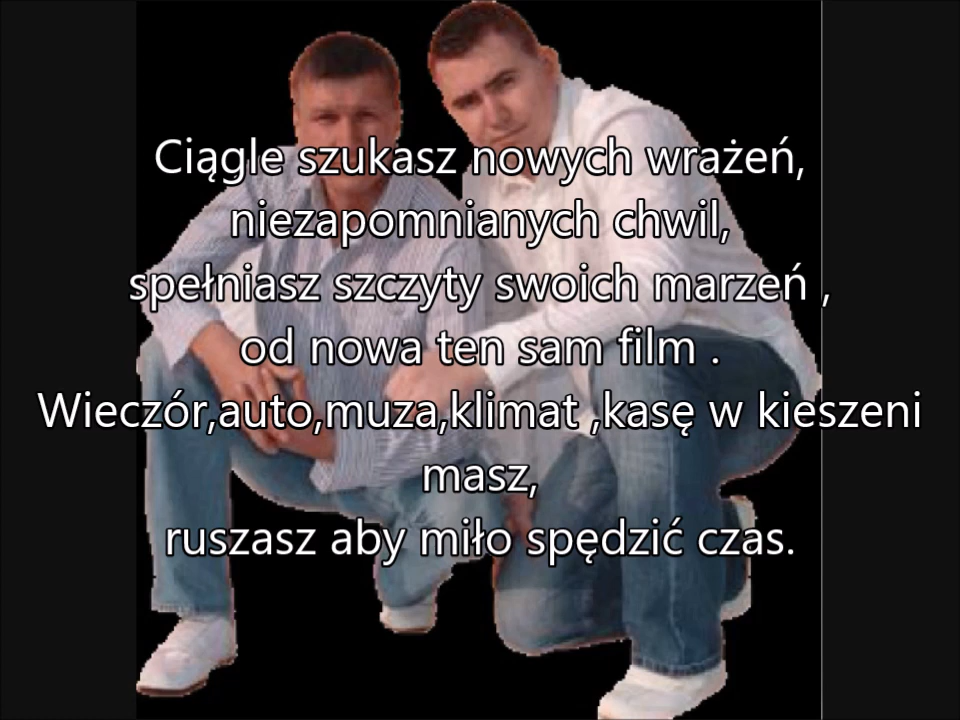 Ciągle szukasz nowych wrażeń,
niezapomnianych chwil,
spełniasz szczyty swoich marzeń ,
od nowa ten sam film .
Wieczór,auto,muza,klimat ,kasę w kieszeni
masz,
ruszasz aby miło spędzić czas.